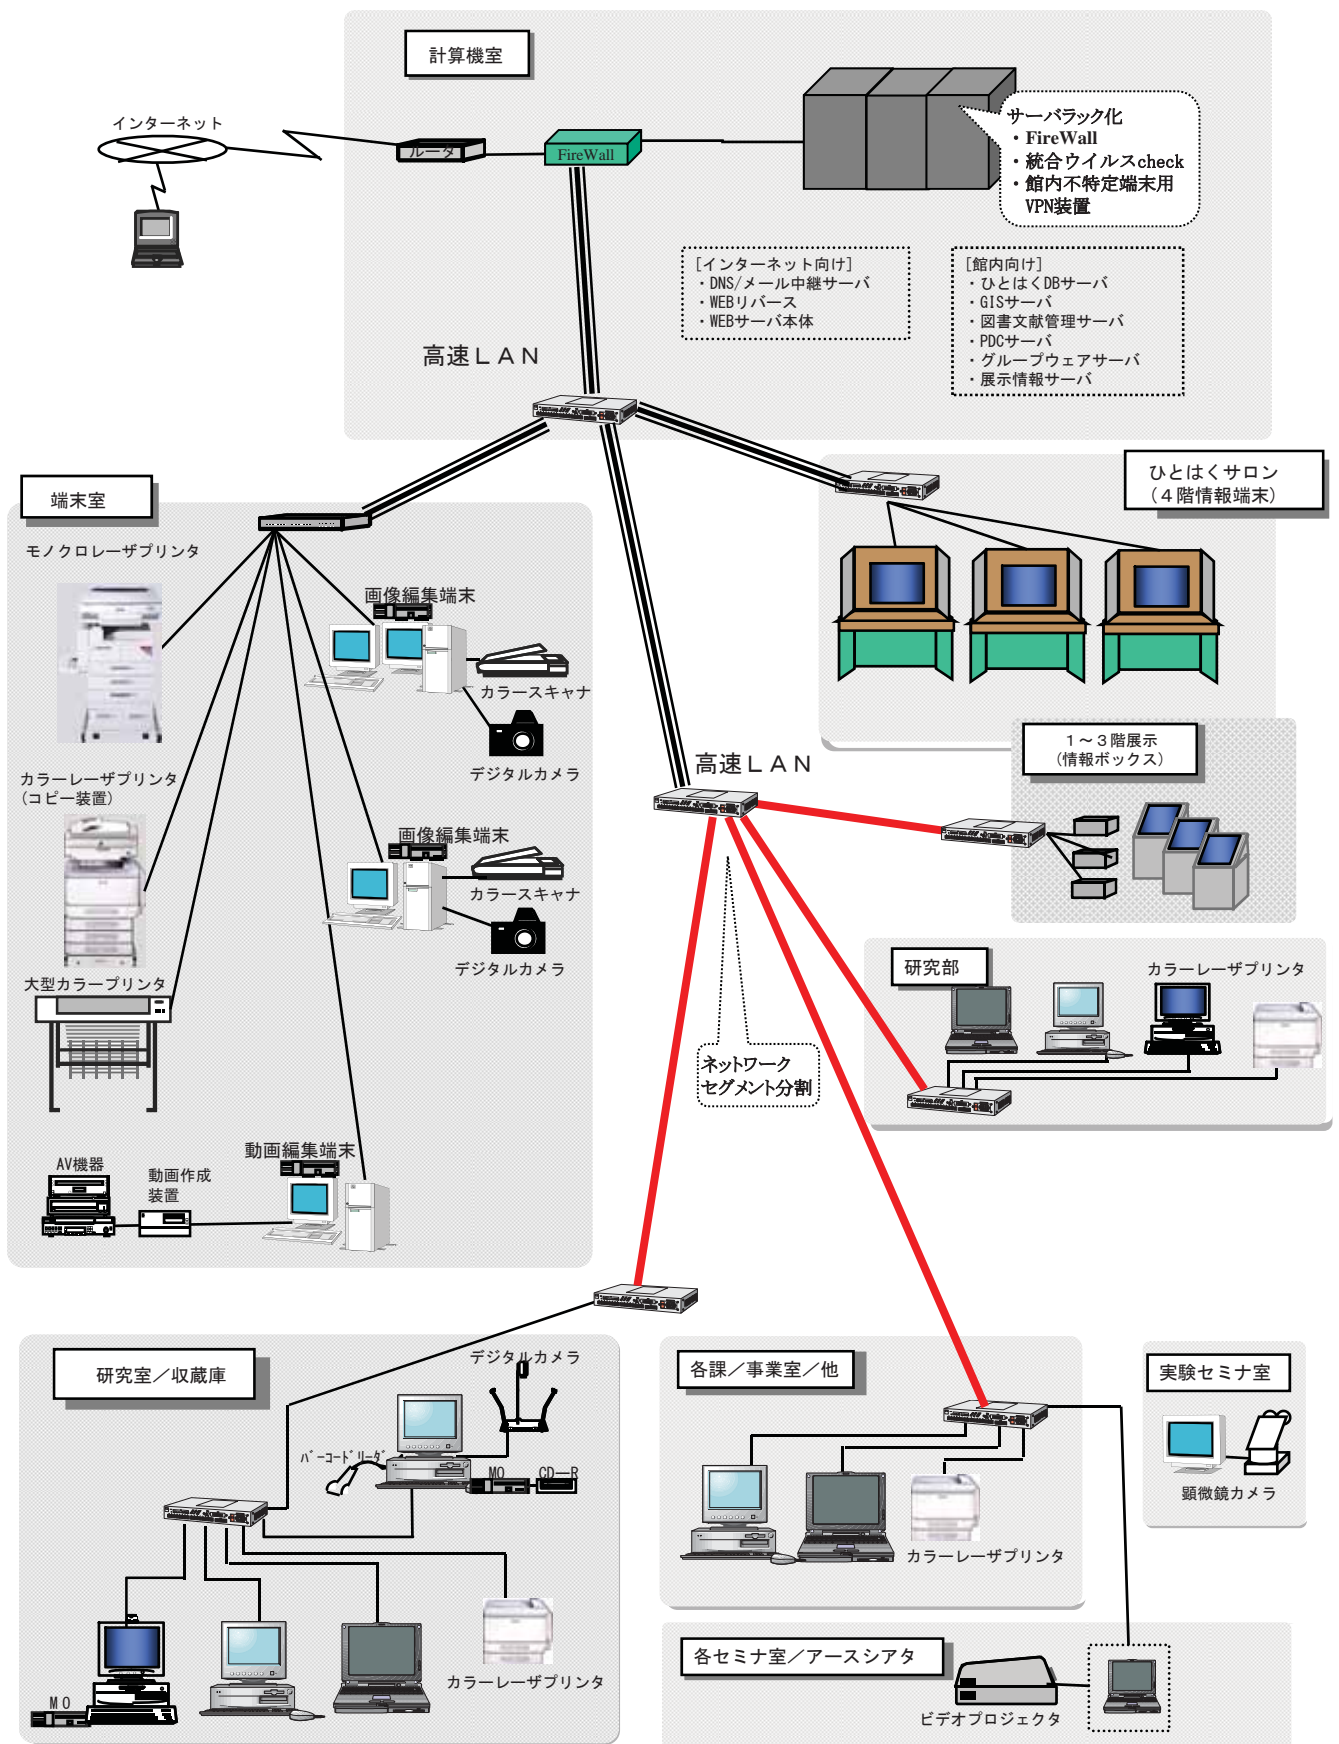 計算機室
インターネット
ルータ
FireWall
サーバラック化
・FireWall
・統合ウイルスcheck
・館内不特定端末用
VPN装置
[インターネット向け]
・DNS/メール中継サーバ
・WEBリバース
・WEBサーバ本体
[館内向け]
・ひとはくDBサーバ
・GISサーバ
・図書文献管理サーバ
・PDCサーバ
・グループウェアサーバ
・展示情報サーバ
高速ＬＡＮ
ひとはくサロン
（４階情報端末）
端末室
モノクロレーザプリンタ
画像編集端末
カラースキャナ
デジタルカメラ
１～３階展示
(情報ボックス)
高速ＬＡＮ
カラーレーザプリンタ
(コピー装置)
画像編集端末
カラースキャナ
デジタルカメラ
研究部
カラーレーザプリンタ
大型カラープリンタ
ネットワーク
セグメント分割
動画編集端末
AV機器
動画作成
装置
研究室／収蔵庫
デジタルカメラ
バーコードリーダ
MO
CD－R
カラーレーザプリンタ
ＭＯ
各課／事業室／他
カラーレーザプリンタ
実験セミナ室
顕微鏡カメラ
各セミナ室／アースシアタ
ビデオプロジェクタ